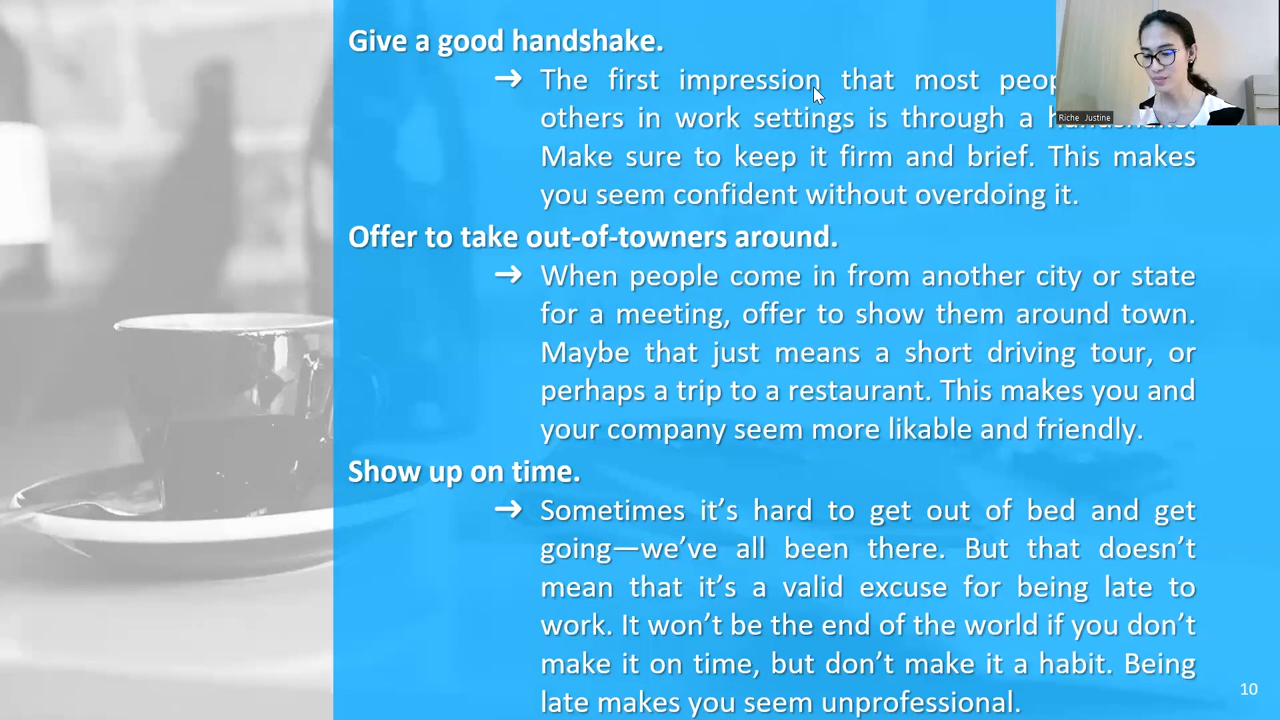 Give a good handshake.
➔ The first impression that most
others in work settings is through a
Make sure to keep it firm and brief. This makes
you seem confident without overdoing it.
Offer to take out-of-towners around.
➔ When people come in from another city or state
for a meeting, offer to show them around town.
Maybe that just means a short driving tour, or
perhaps a trip to a restaurant. This makes you and
your company seem more likable and friendly.
Show up on time.
➔ Sometimes it’s hard to get out of bed and get
going—we’ve all been there. But that doesn’t
mean that it’s a valid excuse for being late to
work. It won’t be the end of the world if you don’t
make it on time, but don’t make it a habit. Being
late makes you seem unprofessional.
Riche Justine
10